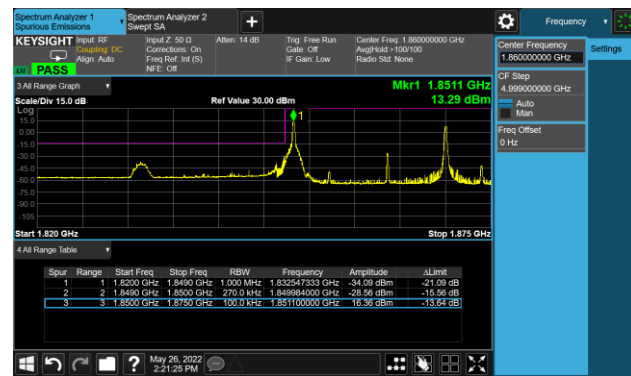 Spectrum Analyzer 1
Spurious Emissions
Spectrum Analyzer 2
Swept SA
Frequency
KEYSIGHT
Input: RF
Coupling: DC
Align: Auto
Input Z: 50 Ω
Corrections: On
Freq Ref: Int (S)
NFE: Off
Atten: 14 dB
Trig: Free Run
Gate: Off
IF Gain: Low
Center Freq: 1.860000000 GHz
Avg|Hold:>100/100
Radio Std: None
PASS
Center Frequency
1.860000000 GHz
Settings
CF Step
4.999000000 GHz
Auto
Man
Freq Offset
0 Hz
3 All Range Graph
Mkr1 1.8511 GHz
Scale/Div 15.0 dB
Ref Value 30.00 dBm
13.29 dBm
Log
15.0
0.00
-15.0
-30.0
-45.0
-60.0
-75.0
-90.0
-105
1
Start 1.820 GHz
Stop 1.875 GHz
4 All Range Table
Spur Range Start Freq Stop Freq RBW Frequency Amplitude ΔLimit
1 1 1.8200 GHz 1.8490 GHz 1.000 MHz 1.832547333 GHz -34.09 dBm -21.09 dB
2 2 1.8490 GHz 1.8500 GHz 270.0 kHz 1.849984000 GHz -28.56 dBm -15.56 dB
3 3 1.8500 GHz 1.8750 GHz 100.0 kHz 1.851100000 GHz 16.36 dBm -13.64 dB
?
May 26, 2022
2:21:25 PM